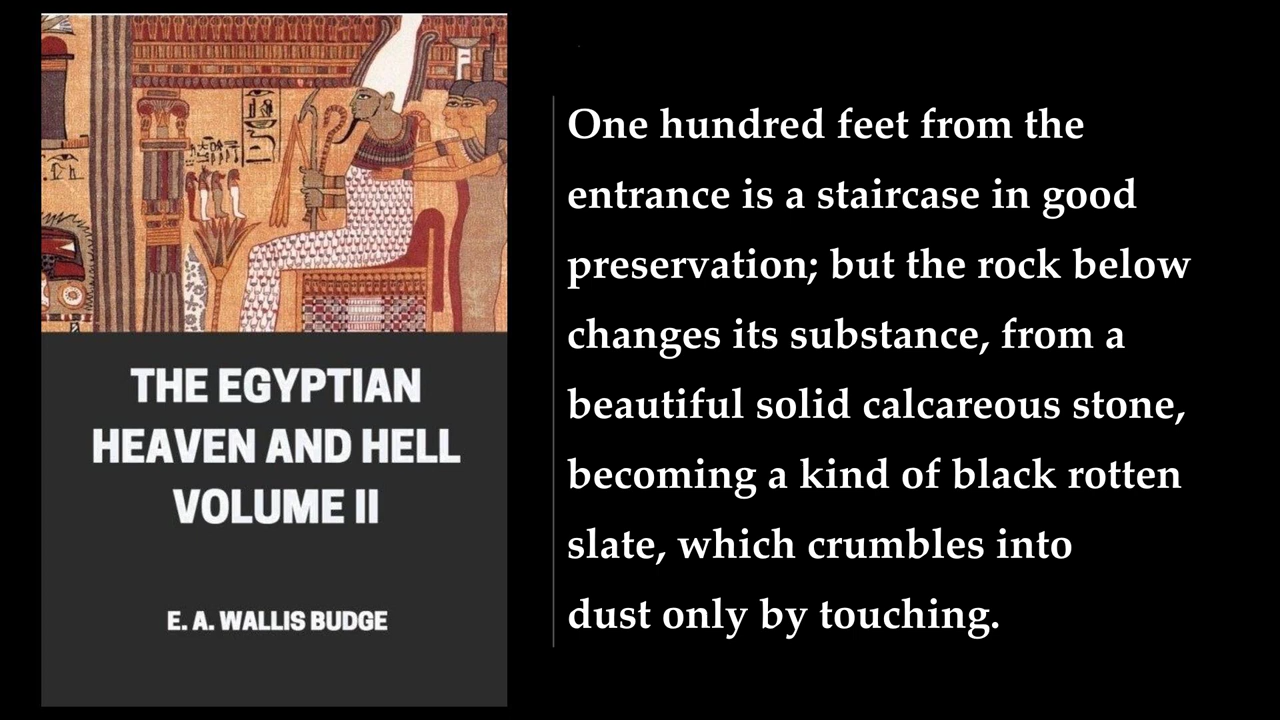 THE EGYPTIAN
HEAVEN AND HELL
VOLUME II
E. A. WALLIS BUDGE
One hundred feet from the
entrance is a staircase in good
preservation; but the rock below
changes its substance, from a
beautiful solid calcareous stone,
becoming a kind of black rotten
slate, which crumbles into
dust only by touching.